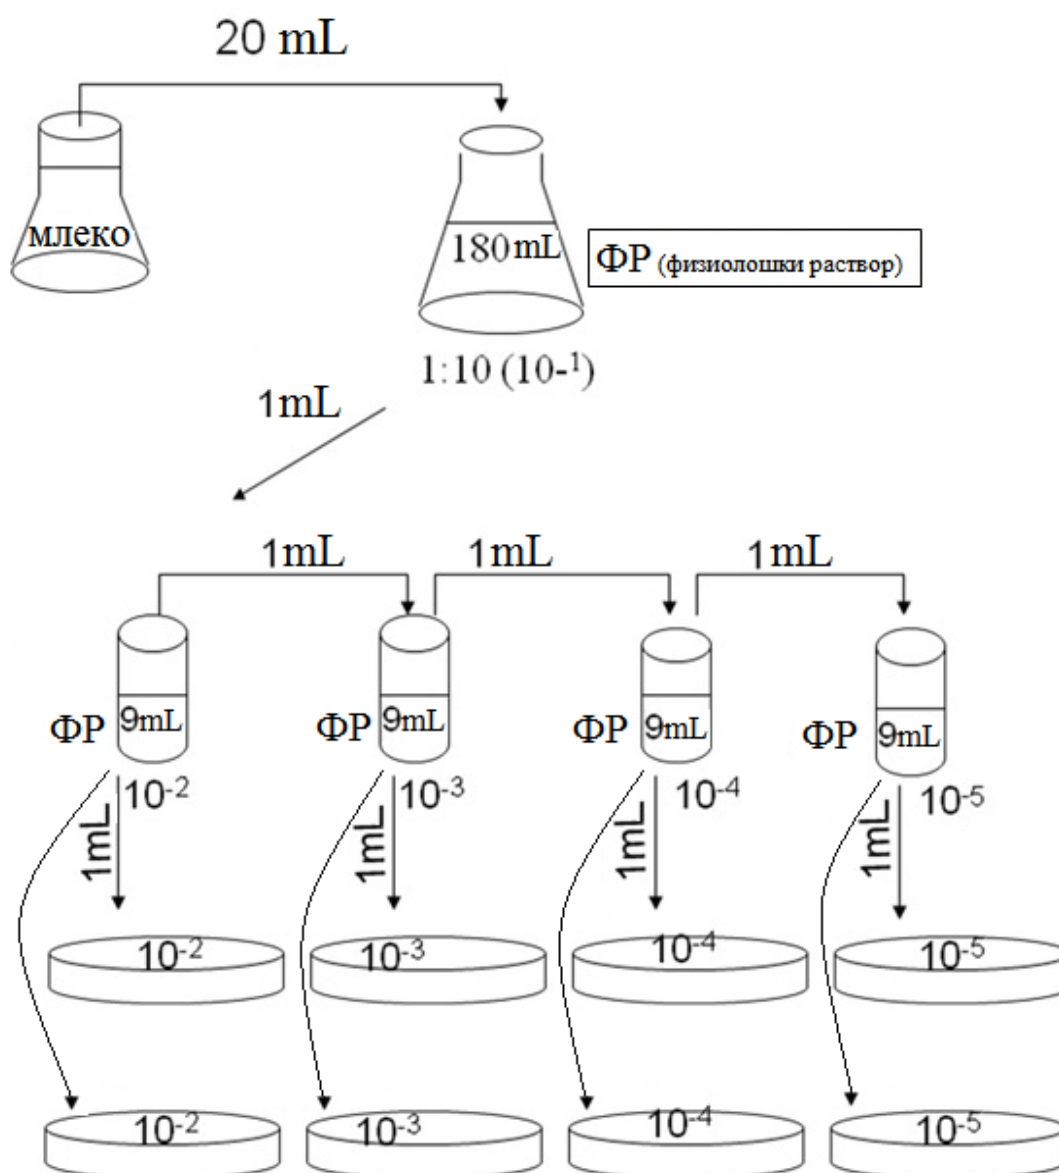 20 mL
млеко
180 mL
ФР (физиолошки раствор)
1:10 (10-¹)
1mL
1mL 1mL 1mL
ФР 9mL ФР 9mL ФР 9mL ФР 9mL
10⁻² 10⁻³ 10⁻⁴ 10⁻⁵
1mL 1mL 1mL 1mL
10⁻² 10⁻³ 10⁻⁴ 10⁻⁵
10⁻² 10⁻³ 10⁻⁴ 10⁻⁵